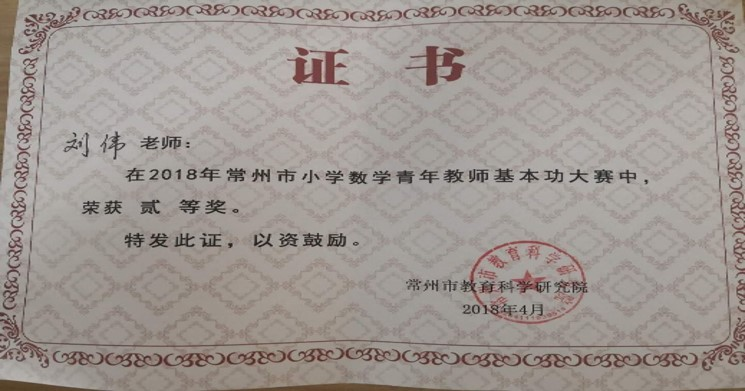 证书
刘伟 老师：
在2018年常州市小学数学青年教师基本功大赛中，
荣获 贰 等奖。
特发此证，以资鼓励。
常州市教育科学研究院
2018年4月